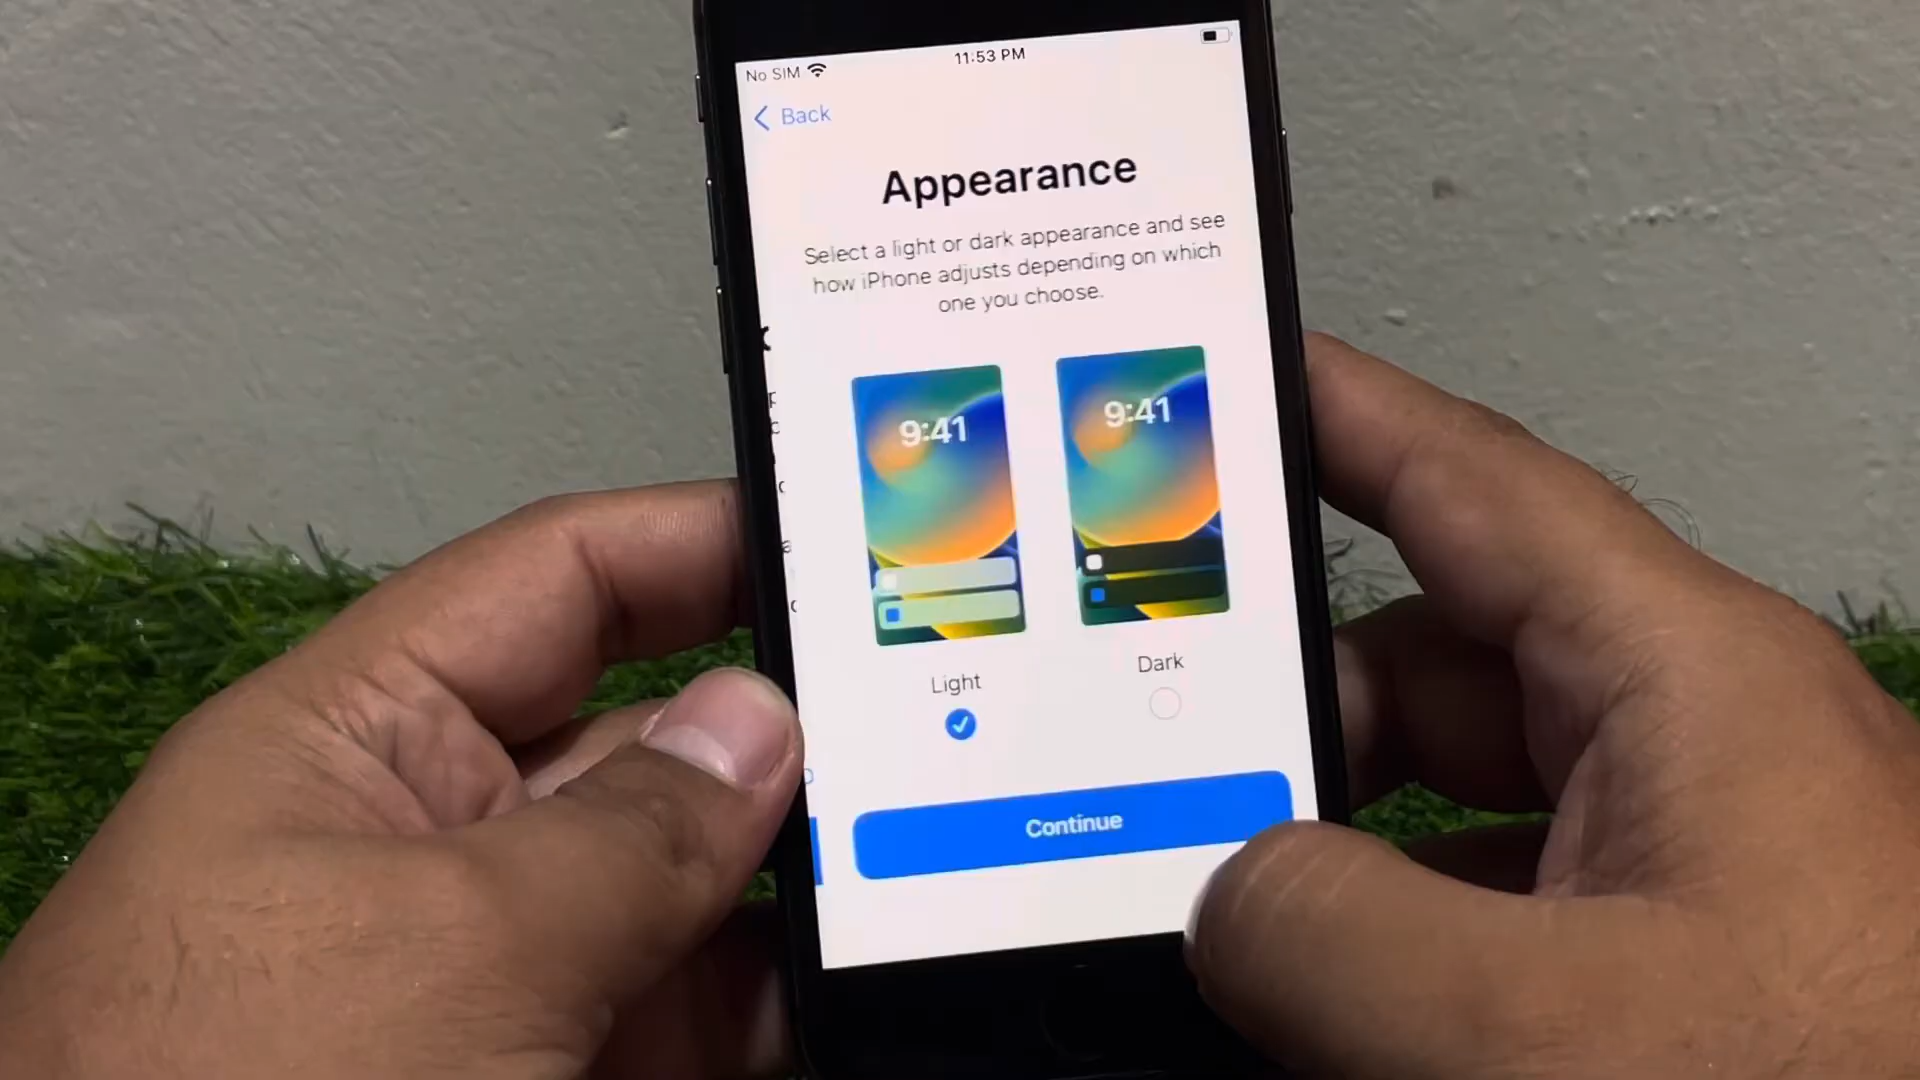 No SIM
11:53 PM
Back
Appearance
Select a light or dark appearance and see
how iPhone adjusts depending on which
one you choose.
9:41
9:41
Light
Dark
Continue